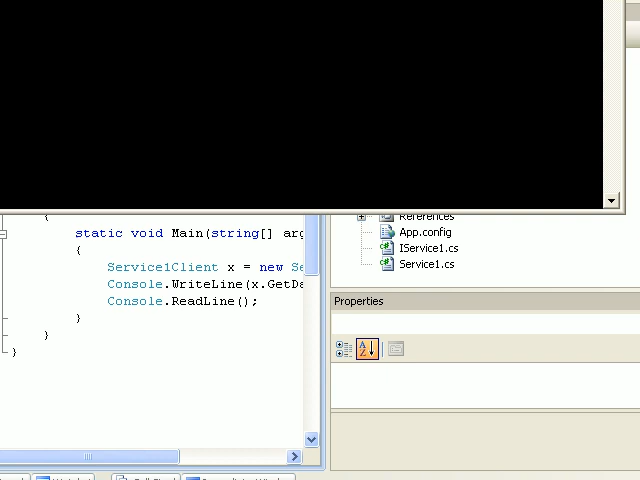 {
static void Main(string[] arg
{
Service1Client x = new Se
Console.WriteLine(x.GetDa
Console.ReadLine();
}
}
}
References
App.config
IService1.cs
Service1.cs
Properties